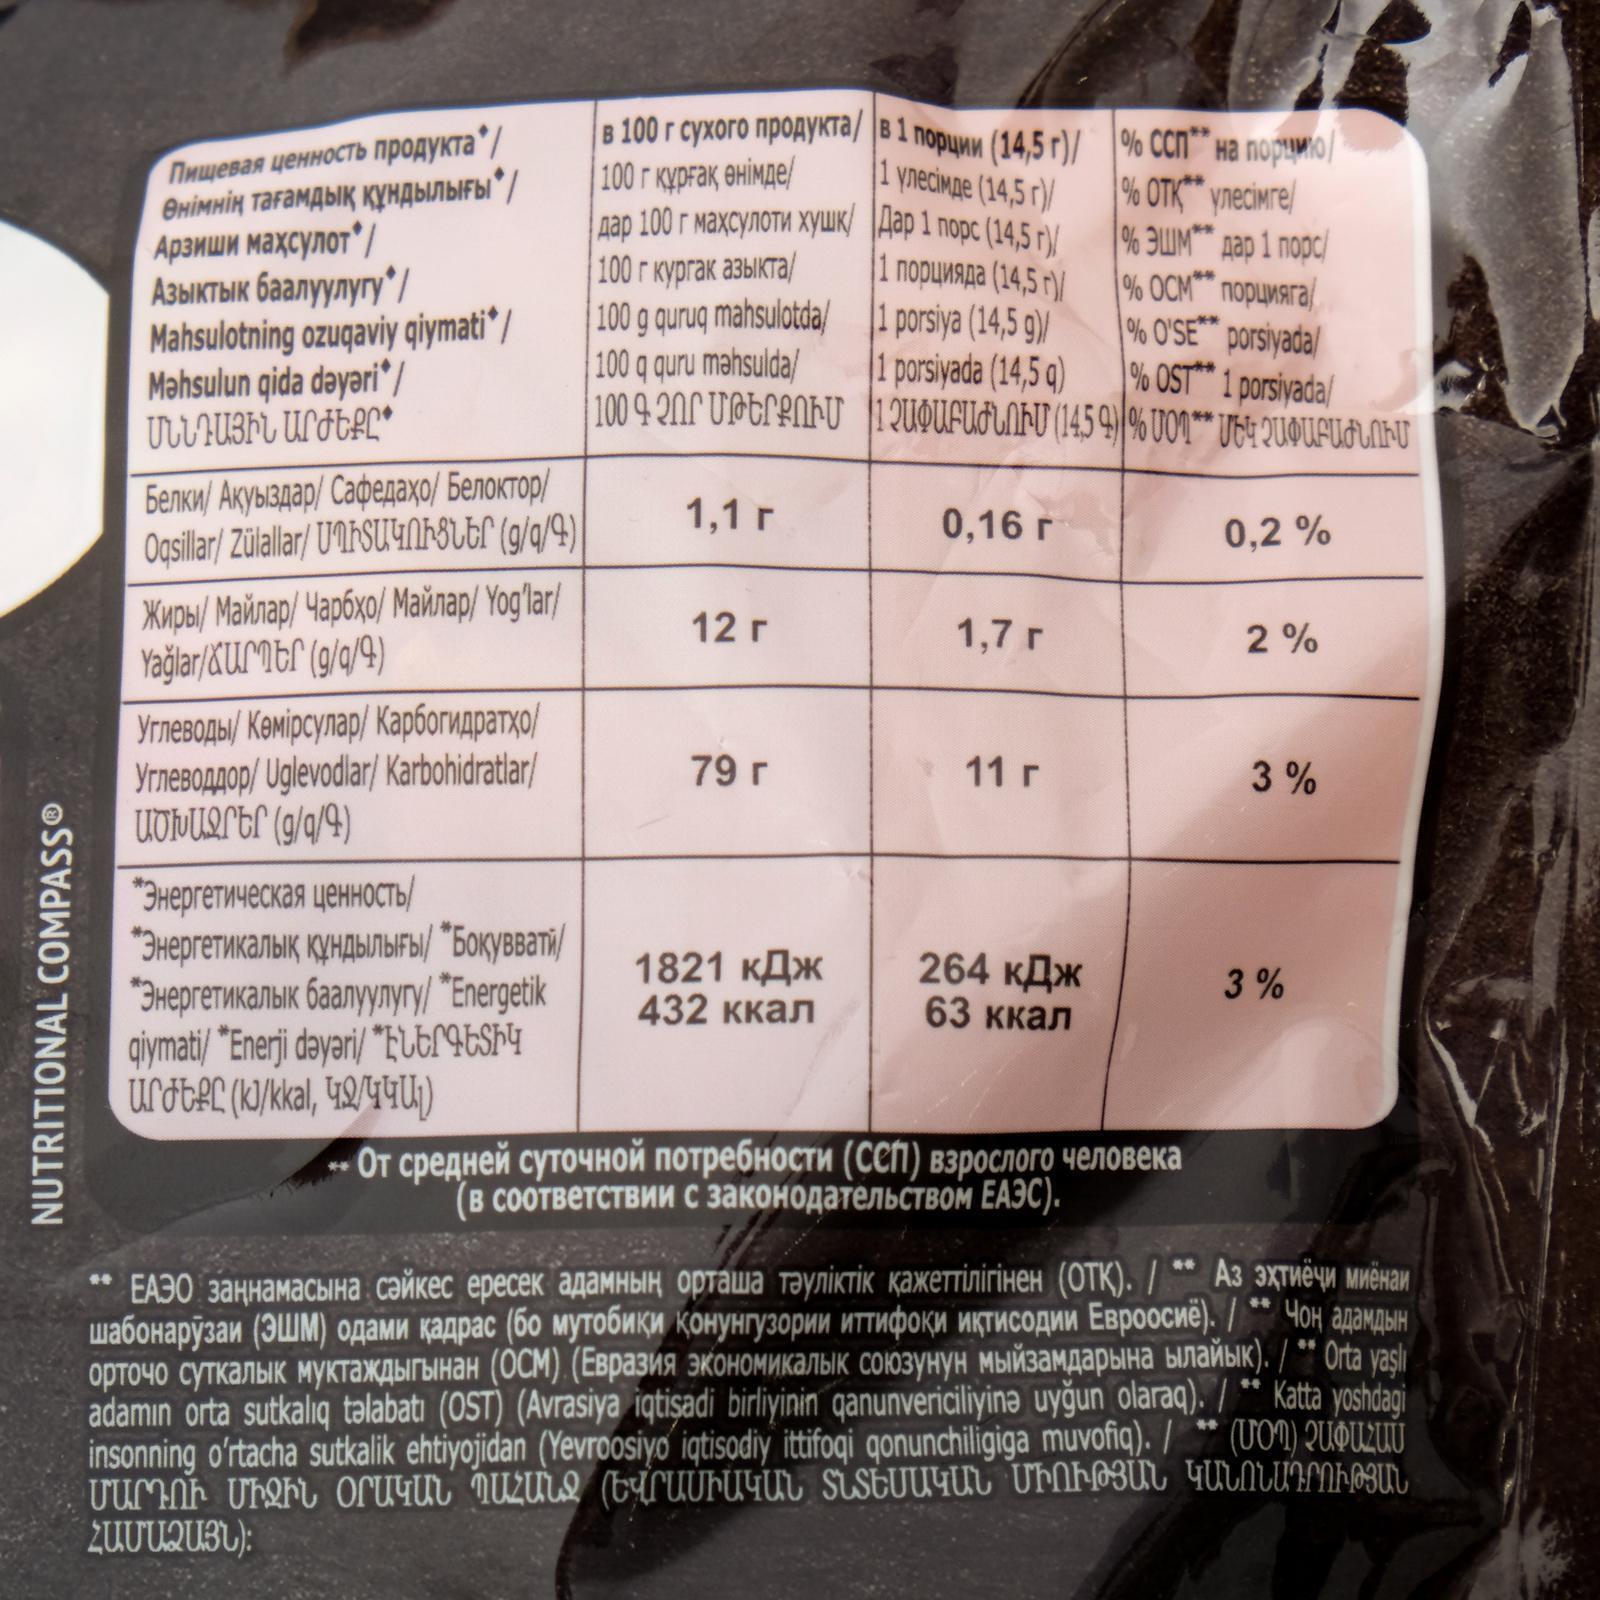 Пищевая ценность продукта*/
Өнімнің тағамдық құндылығы*/
Арзиши маҳсулот*/
Азыктык баалуулугу*/
Mahsulotning ozuqaviy qiymati*/
Məhsulun qida dəyəri*/
ՍՆՆԴԱՅԻՆ ԱՐԺԵՔԸ*
в 100 г сухого продукта/
100 г құрғақ өнімде/
дар 100 г маҳсулоти хушк/
100 г кургак азыкта/
100 g quruq mahsulotda/
100 q quru məhsulda/
100 Գ ՉՈՐ ՄԹԵՐՔՈՒՄ
в 1 порции (14,5 г)/
1 үлесімде (14,5 г)/
Дар 1 порс (14,5 г)/
1 порцияда (14,5 г)/
1 porsiya (14,5 g)/
1 porsiyada (14,5 q)
1 ՉԱՓԱԲԱԺՆՈՒՄ (14,5 Գ)
% ССП** на порцию/
% ОТҚ** үлесімге/
% ЭШМ** дар 1 порс/
% ОСМ** порцияга/
% O'SE** porsiyada/
% OST** 1 porsiyada/
% ՄՕՊ** ՄԵԿ ՉԱՓԱԲԱԺՆՈՒՄ
Белки/ Ақуыздар/ Сафедаҳо/ Белоктор/
Oqsillar/ Zülallar/ ՍՊԻՏԱԿՈՒՑՆԵՐ (g/q/Գ)
1,1 г
0,16 г
0,2 %
Жиры/ Майлар/ Чарбҳо/ Майлар/ Yog'lar/
Yağlar/ՃԱՐՊԵՐ (g/q/Գ)
12 г
1,7 г
2 %
Углеводы/ Көмірсулар/ Карбогидратҳо/
Углеводдор/ Uglevodlar/ Karbohidratlar/
ԱԾԽԱՋՐԵՐ (g/q/Գ)
79 г
11 г
3 %
*Энергетическая ценность/
*Энергетикалық құндылығы/ *Боқувватӣ/
*Энергетикалык баалуулугу/ *Energetik
qiymati/ *Enerji dəyəri/ *ԷՆԵՐԳԵՏԻԿ
ԱՐԺԵՔԸ (kJ/kkal, ԿՋ/ԿԿԱլ)
1821 кДж
432 ккал
264 кДж
63 ккал
3 %
** От средней суточной потребности (ССП) взрослого человека
(в соответствии с законодательством ЕАЭС).
NUTRITIONAL COMPASS®
** ЕАЭО заңнамасына сәйкес ересек адамның орташа тәуліктік қажеттілігінен (ОТҚ). / ** Аз эҳтиёҷи миёнаи
шабонарӯзаи (ЭШМ) одами қадрас (бо мутобиқи қонунгузории иттифоқи иқтисодии Евроосиё). / ** Чоң адамдын
орточо суткалык муктаждыгынан (ОСМ) (Евразия экономикалык союзунун мыйзамдарына ылайык). / ** Orta yaşlı
adamın orta sutkalıq tələbatı (OST) (Avrasiya iqtisadi birliyinin qanunvericiliyinə uyğun olaraq). / ** Katta yoshdagi
insonning o'rtacha sutkalik ehtiyojidan (Yevroosiyo iqtisodiy ittifoqi qonunchiligiga muvofiq). / ** (ՄՕՊ) ՉԱՓԱՀԱՍ
ՄԱՐԴՈՒ ՄԻՋԻՆ ՕՐԱԿԱՆ ՊԱՀԱՆՋ (ԵՎՐԱՍԻԱԿԱՆ ՏՆՏԵՍԱԿԱՆ ՄԻՈՒԹՅԱՆ ԿԱՆՈՆԱԴՐՈՒԹՅԱՆ
ՀԱՄԱՁԱՅՆ):